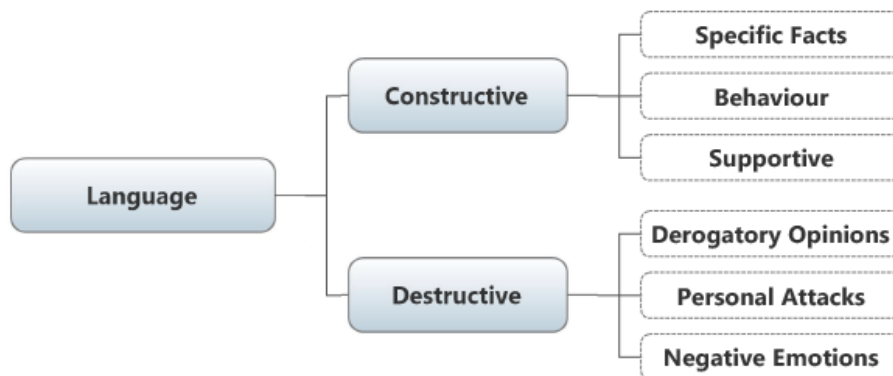 Language
Constructive
Specific Facts
Behaviour
Supportive
Destructive
Derogatory Opinions
Personal Attacks
Negative Emotions